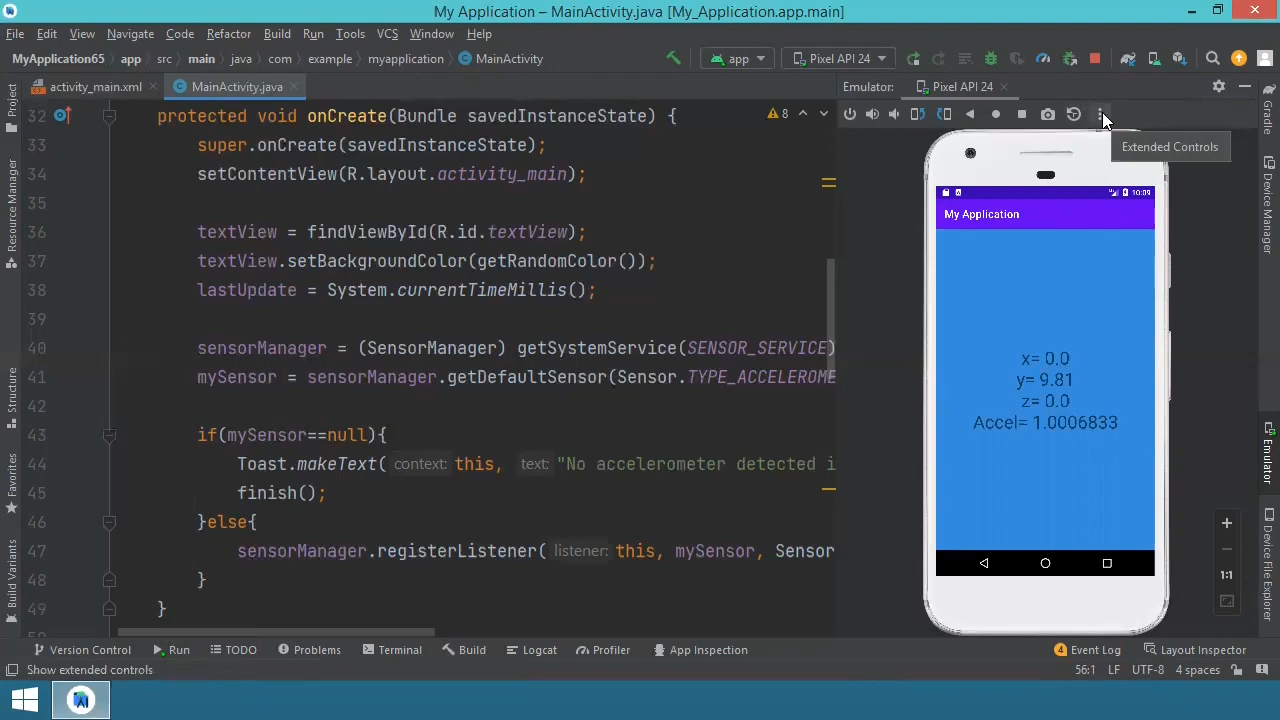 My Application – MainActivity.java [My_Application.app.main]
File Edit View Navigate Code Refactor Build Run Tools VCS Window Help
MyApplication65 app src main java com example myapplication MainActivity app Pixel API 24
activity_main.xml MainActivity.java Emulator: Pixel API 24
32 protected void onCreate(Bundle savedInstanceState) { 8
33 super.onCreate(savedInstanceState);
34 setContentView(R.layout.activity_main);
35
36 textView = findViewById(R.id.textView);
37 textView.setBackgroundColor(getRandomColor());
38 lastUpdate = System.currentTimeMillis();
39
40 sensorManager = (SensorManager) getSystemService(SENSOR_SERVICE)
41 mySensor = sensorManager.getDefaultSensor(Sensor.TYPE_ACCELEROME
42
43 if(mySensor==null){
44 Toast.makeText( context: this, text: "No accelerometer detected i
45 finish();
46 }else{
47 sensorManager.registerListener( listener: this, mySensor, Sensor
48 }
49 }
Extended Controls
10:09
My Application
x= 0.0
y= 9.81
z= 0.0
Accel= 1.0006833
1:1
Project
Resource Manager
Structure
Favorites
Build Variants
Gradle
Device Manager
Emulator
Device File Explorer
Version Control Run TODO Problems Terminal Build Logcat Profiler App Inspection 4 Event Log Layout Inspector
Show extended controls 56:1 LF UTF-8 4 spaces